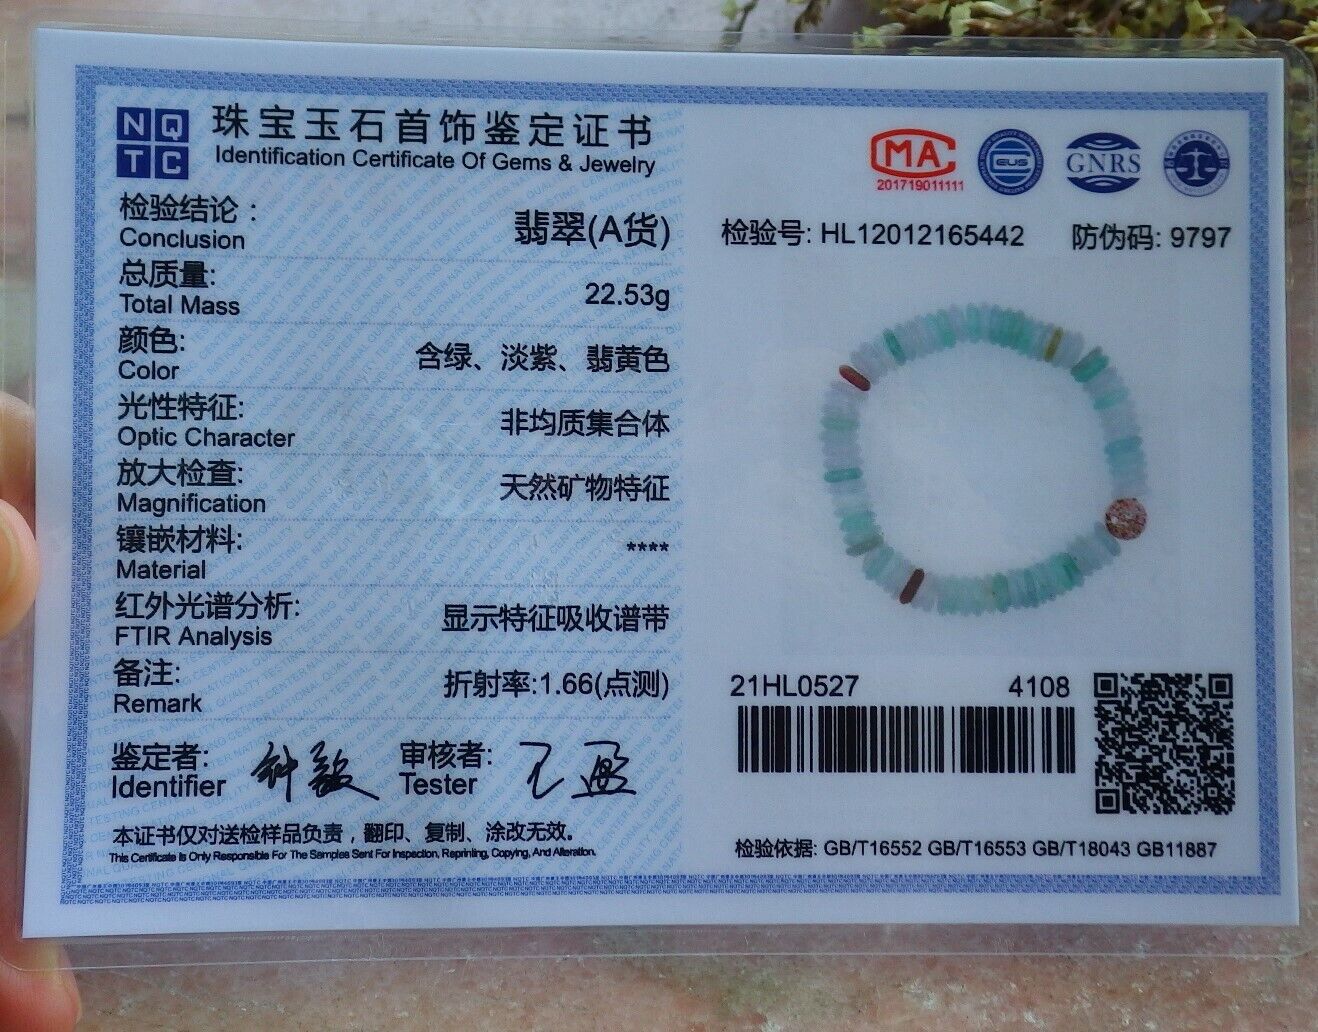 NQ
TC
珠宝玉石首饰鉴定证书
Identification Certificate Of Gems & Jewelry
检验结论：
Conclusion
翡翠(A货)
总质量:
Total Mass
22.53g
颜色:
Color
含绿、淡紫、翡黄色
光性特征:
Optic Character
非均质集合体
放大检查:
Magnification
天然矿物特征
镶嵌材料:
Material
****
红外光谱分析:
FTIR Analysis
显示特征吸收谱带
备注:
Remark
折射率:1.66(点测)
鉴定者:
Identifier
审核者:
Tester
本证书仅对送检样品负责，翻印、复制、涂改无效。
This Certificate Is Only Responsible For The Samples Sent For Inspection, Reprinting, Copying, And Alteration.
MA
201719011111
EUS
GNRS
检验号: HL12012165442 防伪码: 9797
21HL0527 4108
检验依据: GB/T16552 GB/T16553 GB/T18043 GB11887